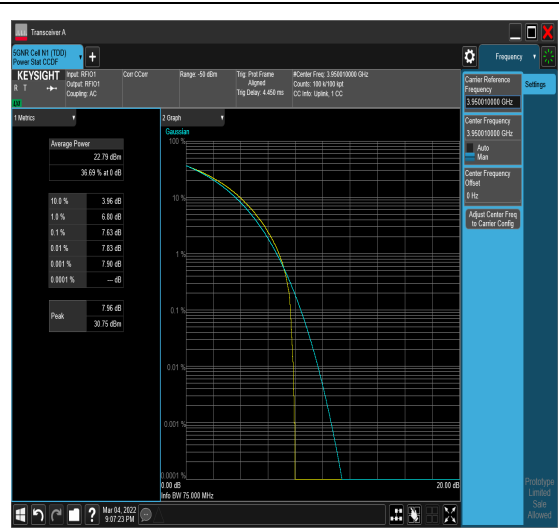 Transceiver A
5GNR Cell N1 (TDD)
Power Stat CCDF
Frequency
KEYSIGHT
R T
LXI
Input: RFIO1
Output: RFIO1
Coupling: AC
Corr CCorr
Range: -50 dBm
Trig: Prot Frame
Aligned
Trig Delay: 4.450 ms
#Center Freq: 3.950010000 GHz
Counts: 100 k/100 kpt
CC Info: Uplink, 1 CC
Carrier Reference
Frequency
3.950010000 GHz
Settings
Center Frequency
3.950010000 GHz
Auto
Man
Center Frequency
Offset
0 Hz
Adjust Center Freq
to Carrier Config
1 Metrics
Average Power
22.79 dBm
36.69 % at 0 dB
10.0 % 3.96 dB
1.0 % 6.80 dB
0.1 % 7.63 dB
0.01 % 7.83 dB
0.001 % 7.90 dB
0.0001 % --- dB
Peak
7.96 dB
30.75 dBm
2 Graph
Gaussian
100 %
10 %
1 %
0.1 %
0.01 %
0.001 %
0.0001 %
0.00 dB
20.00 dB
Info BW 75.000 MHz
Prototype
Limited
Sale
Allowed
?
Mar 04, 2022
9:07:23 PM